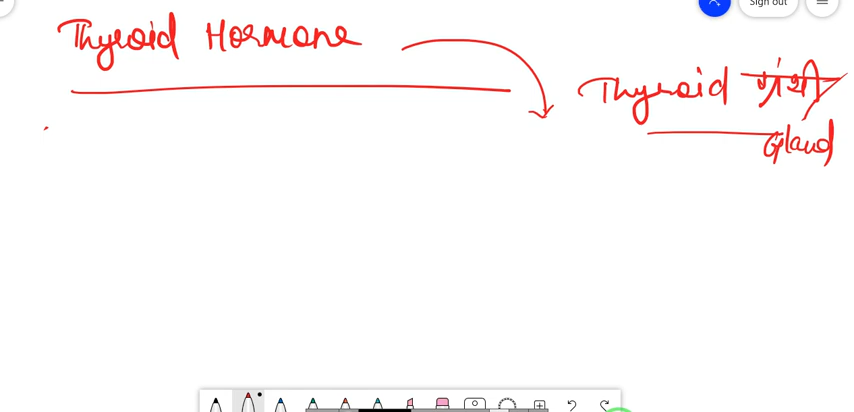 Sign out
Thyroid Hormone
Thyroid ग्रंथी
Gland